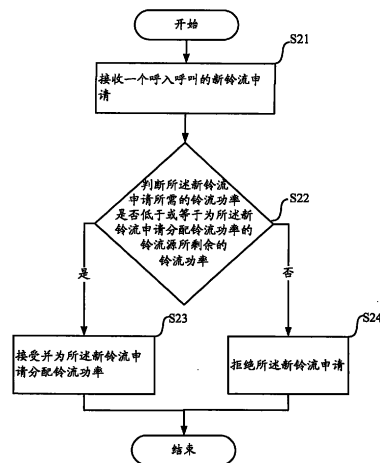 开始
S21
接收一个呼入呼叫的新铃流申
请
判断所述新铃流
申请所需的铃流功率
是否低于或等于为所述新
铃流申请分配铃流功率的
铃流源所剩余的
铃流功率
S22
是
否
S23
S24
接受并为所述新铃流申
请分配铃流功率
拒绝所述新铃流申请
结束